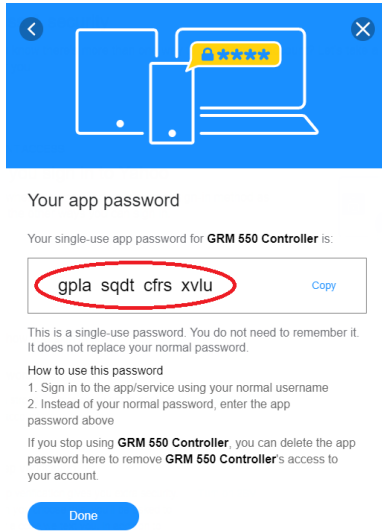 ****
Your app password
Your single-use app password for GRM 550 Controller is:
gpla sqdt cfrs xvlu
Copy
This is a single-use password. You do not need to remember it.
It does not replace your normal password.
How to use this password
1. Sign in to the app/service using your normal username
2. Instead of your normal password, enter the app
password above
If you stop using GRM 550 Controller, you can delete the app
password here to remove GRM 550 Controller's access to
your account.
Done